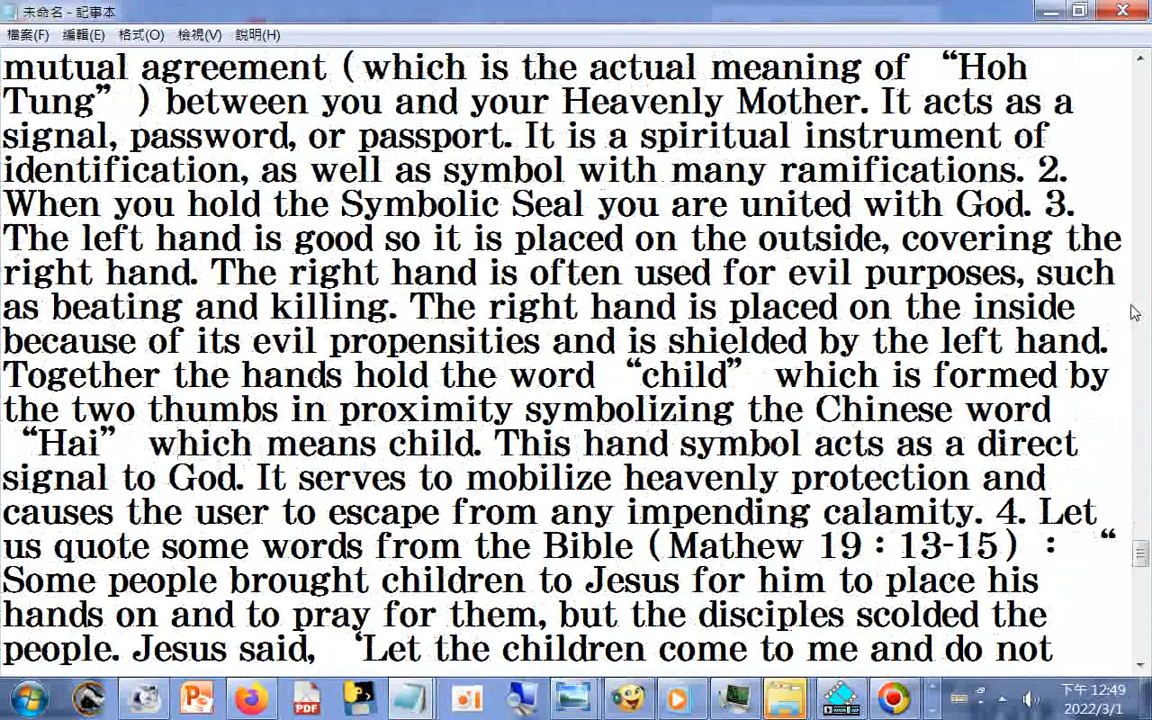 未命名 - 記事本
檔案(F) 編輯(E) 格式(O) 檢視(V) 說明(H)
mutual agreement (which is the actual meaning of “Hoh
Tung” ) between you and your Heavenly Mother. It acts as a
signal, password, or passport. It is a spiritual instrument of
identification, as well as symbol with many ramifications. 2.
When you hold the Symbolic Seal you are united with God. 3.
The left hand is good so it is placed on the outside, covering the
right hand. The right hand is often used for evil purposes, such
as beating and killing. The right hand is placed on the inside
because of its evil propensities and is shielded by the left hand.
Together the hands hold the word “child” which is formed by
the two thumbs in proximity symbolizing the Chinese word
“Hai” which means child. This hand symbol acts as a direct
signal to God. It serves to mobilize heavenly protection and
causes the user to escape from any impending calamity. 4. Let
us quote some words from the Bible (Mathew 19：13-15) ： “
Some people brought children to Jesus for him to place his
hands on and to pray for them, but the disciples scolded the
people. Jesus said, ‘Let the children come to me and do not
PDF
下午 12:49
2022/3/1